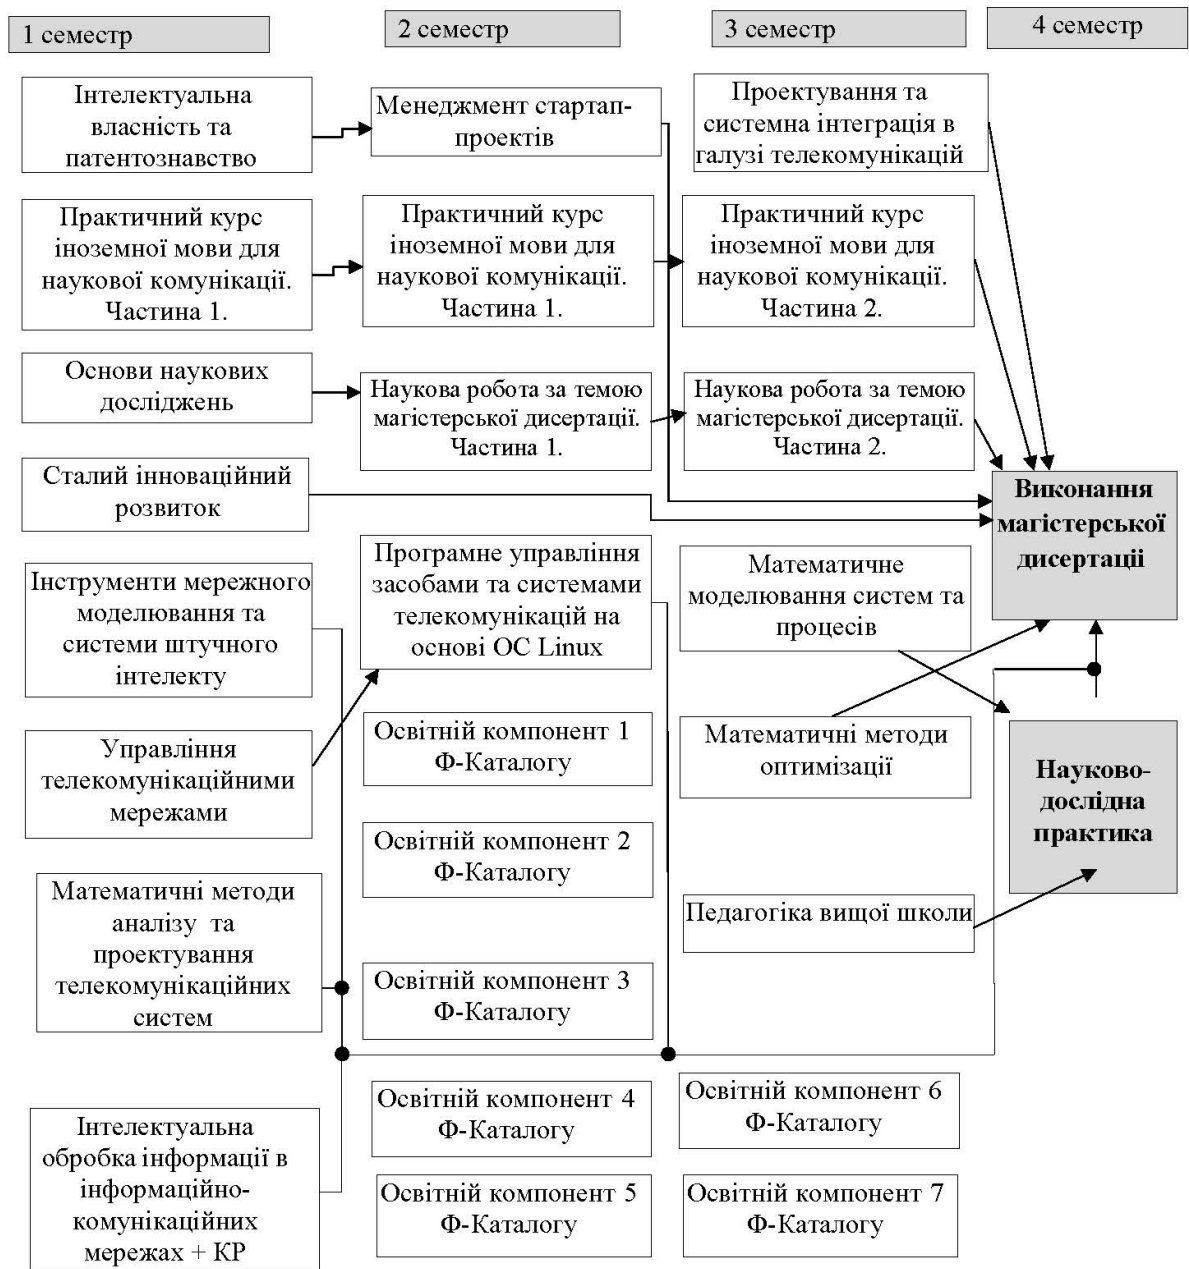 1 семестр
2 семестр
3 семестр
4 семестр
Інтелектуальна
власність та
патентознавство
Менеджмент стартап-
проектів
Проектування та
системна інтеграція в
галузі телекомунікацій
Практичний курс
іноземної мови для
наукової комунікації.
Частина 1.
Практичний курс
іноземної мови для
наукової комунікації.
Частина 1.
Практичний курс
іноземної мови для
наукової комунікації.
Частина 2.
Основи наукових
досліджень
Наукова робота за темою
магістерської дисертації.
Частина 1.
Наукова робота за темою
магістерської дисертації.
Частина 2.
Сталий інноваційний
розвиток
Виконання
магістерської
дисертаії
Інструменти мережного
моделювання та
системи штучного
інтелекту
Програмне управління
засобами та системами
телекомунікацій на
основі ОС Linux
Математичне
моделювання систем та
процесів
Управління
телекомунікаційними
мережами
Освітній компонент 1
Ф-Каталогу
Математичні методи
оптимізації
Науково-
дослідна
практика
Освітній компонент 2
Ф-Каталогу
Математичні методи
аналізу та
проектування
телекомунікаційних
систем
Педагогіка вищої школи
Освітній компонент 3
Ф-Каталогу
Інтелектуальна
обробка інформації в
інформаційно-
комунікаційних
мережах + КР
Освітній компонент 4
Ф-Каталогу
Освітній компонент 6
Ф-Каталогу
Освітній компонент 5
Ф-Каталогу
Освітній компонент 7
Ф-Каталогу